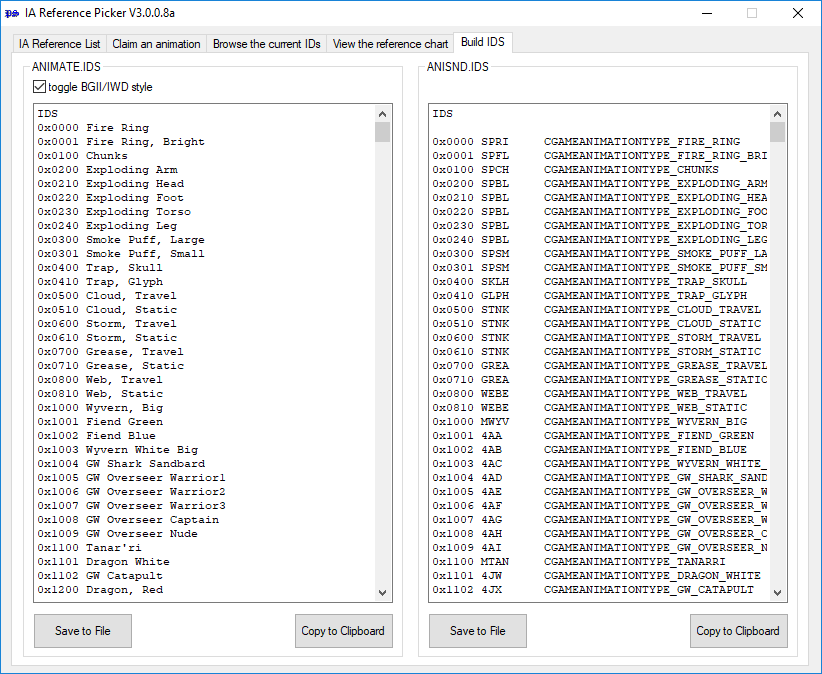 IA Reference Picker V3.0.0.8a
IA Reference List Claim an animation Browse the current IDs View the reference chart Build IDS
ANIMATE.IDS
toggle BGII/IWD style
IDS
0x0000 Fire Ring
0x0001 Fire Ring, Bright
0x0100 Chunks
0x0200 Exploding Arm
0x0210 Exploding Head
0x0220 Exploding Foot
0x0230 Exploding Torso
0x0240 Exploding Leg
0x0300 Smoke Puff, Large
0x0301 Smoke Puff, Small
0x0400 Trap, Skull
0x0410 Trap, Glyph
0x0500 Cloud, Travel
0x0510 Cloud, Static
0x0600 Storm, Travel
0x0610 Storm, Static
0x0700 Grease, Travel
0x0710 Grease, Static
0x0800 Web, Travel
0x0810 Web, Static
0x1000 Wyvern, Big
0x1001 Fiend Green
0x1002 Fiend Blue
0x1003 Wyvern White Big
0x1004 GW Shark Sandbard
0x1005 GW Overseer Warrior1
0x1006 GW Overseer Warrior2
0x1007 GW Overseer Warrior3
0x1008 GW Overseer Captain
0x1009 GW Overseer Nude
0x1100 Tanar'ri
0x1101 Dragon White
0x1102 GW Catapult
0x1200 Dragon, Red
Save to File
Copy to Clipboard
ANISND.IDS
IDS
0x0000 SPRI CGAMEANIMATIONTYPE_FIRE_RING
0x0001 SPFL CGAMEANIMATIONTYPE_FIRE_RING_BRI
0x0100 SPCH CGAMEANIMATIONTYPE_CHUNKS
0x0200 SPBL CGAMEANIMATIONTYPE_EXPLODING_ARM
0x0210 SPBL CGAMEANIMATIONTYPE_EXPLODING_HEA
0x0220 SPBL CGAMEANIMATIONTYPE_EXPLODING_FOO
0x0230 SPBL CGAMEANIMATIONTYPE_EXPLODING_TOR
0x0240 SPBL CGAMEANIMATIONTYPE_EXPLODING_LEG
0x0300 SPSM CGAMEANIMATIONTYPE_SMOKE_PUFF_LA
0x0301 SPSM CGAMEANIMATIONTYPE_SMOKE_PUFF_SM
0x0400 SKLH CGAMEANIMATIONTYPE_TRAP_SKULL
0x0410 GLPH CGAMEANIMATIONTYPE_TRAP_GLYPH
0x0500 STNK CGAMEANIMATIONTYPE_CLOUD_TRAVEL
0x0510 STNK CGAMEANIMATIONTYPE_CLOUD_STATIC
0x0600 STNK CGAMEANIMATIONTYPE_STORM_TRAVEL
0x0610 STNK CGAMEANIMATIONTYPE_STORM_STATIC
0x0700 GREA CGAMEANIMATIONTYPE_GREASE_TRAVEL
0x0710 GREA CGAMEANIMATIONTYPE_GREASE_STATIC
0x0800 WEBE CGAMEANIMATIONTYPE_WEB_TRAVEL
0x0810 WEBE CGAMEANIMATIONTYPE_WEB_STATIC
0x1000 MWYV CGAMEANIMATIONTYPE_WYVERN_BIG
0x1001 4AA CGAMEANIMATIONTYPE_FIEND_GREEN
0x1002 4AB CGAMEANIMATIONTYPE_FIEND_BLUE
0x1003 4AC CGAMEANIMATIONTYPE_WYVERN_WHITE_
0x1004 4AD CGAMEANIMATIONTYPE_GW_SHARK_SAND
0x1005 4AE CGAMEANIMATIONTYPE_GW_OVERSEER_W
0x1006 4AF CGAMEANIMATIONTYPE_GW_OVERSEER_W
0x1007 4AG CGAMEANIMATIONTYPE_GW_OVERSEER_W
0x1008 4AH CGAMEANIMATIONTYPE_GW_OVERSEER_C
0x1009 4AI CGAMEANIMATIONTYPE_GW_OVERSEER_N
0x1100 MTAN CGAMEANIMATIONTYPE_TANARRI
0x1101 4JW CGAMEANIMATIONTYPE_DRAGON_WHITE
0x1102 4JX CGAMEANIMATIONTYPE_GW_CATAPULT
Save to File
Copy to Clipboard